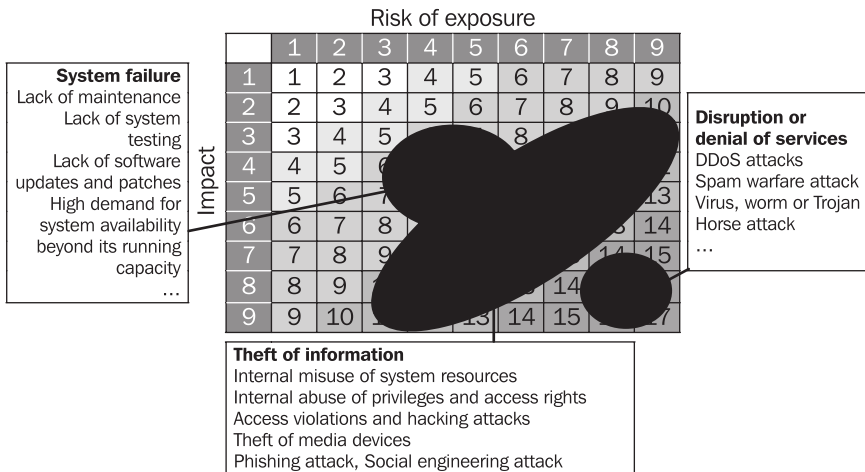 Risk of exposure
1 2 3 4 5 6 7 8 9
1 1 2 3 4 5 6 7 8 9
2 2 3 4 5 6 7 8 9 10
3 3 4 5 8
4 4 5 6
5 5 6 7 13
6 6 7 8 14
7 7 8 9 14 15
8 8 9 14
9 9 10 13 14 15 17
Impact
System failure
Lack of maintenance
Lack of system
testing
Lack of software
updates and patches
High demand for
system availability
beyond its running
capacity
...
Disruption or
denial of services
DDoS attacks
Spam warfare attack
Virus, worm or Trojan
Horse attack
...
Theft of information
Internal misuse of system resources
Internal abuse of privileges and access rights
Access violations and hacking attacks
Theft of media devices
Phishing attack, Social engineering attack